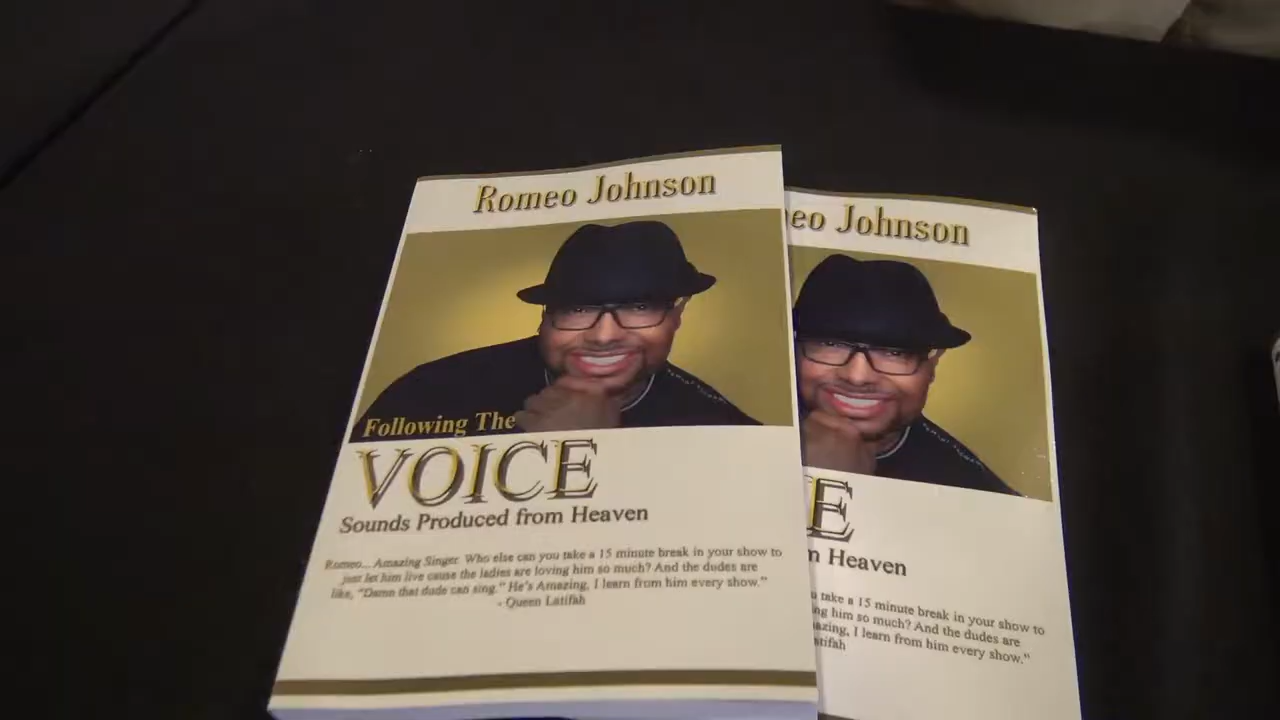 Romeo Johnson
Following The
VOICE
Sounds Produced from Heaven
Romeo... Amazing Singer. Who else can you take a 15 minute break in your show to
just let him live cause the ladies are loving him so much? And the dudes are
like, "Damn that dude can sing." He's Amazing, I learn from him every show."
- Queen Latifah
eo Johnson
E
Heaven
take a 15 minute break in your show to
him so much? And the dudes are
azing, I learn from him every show."
tifah